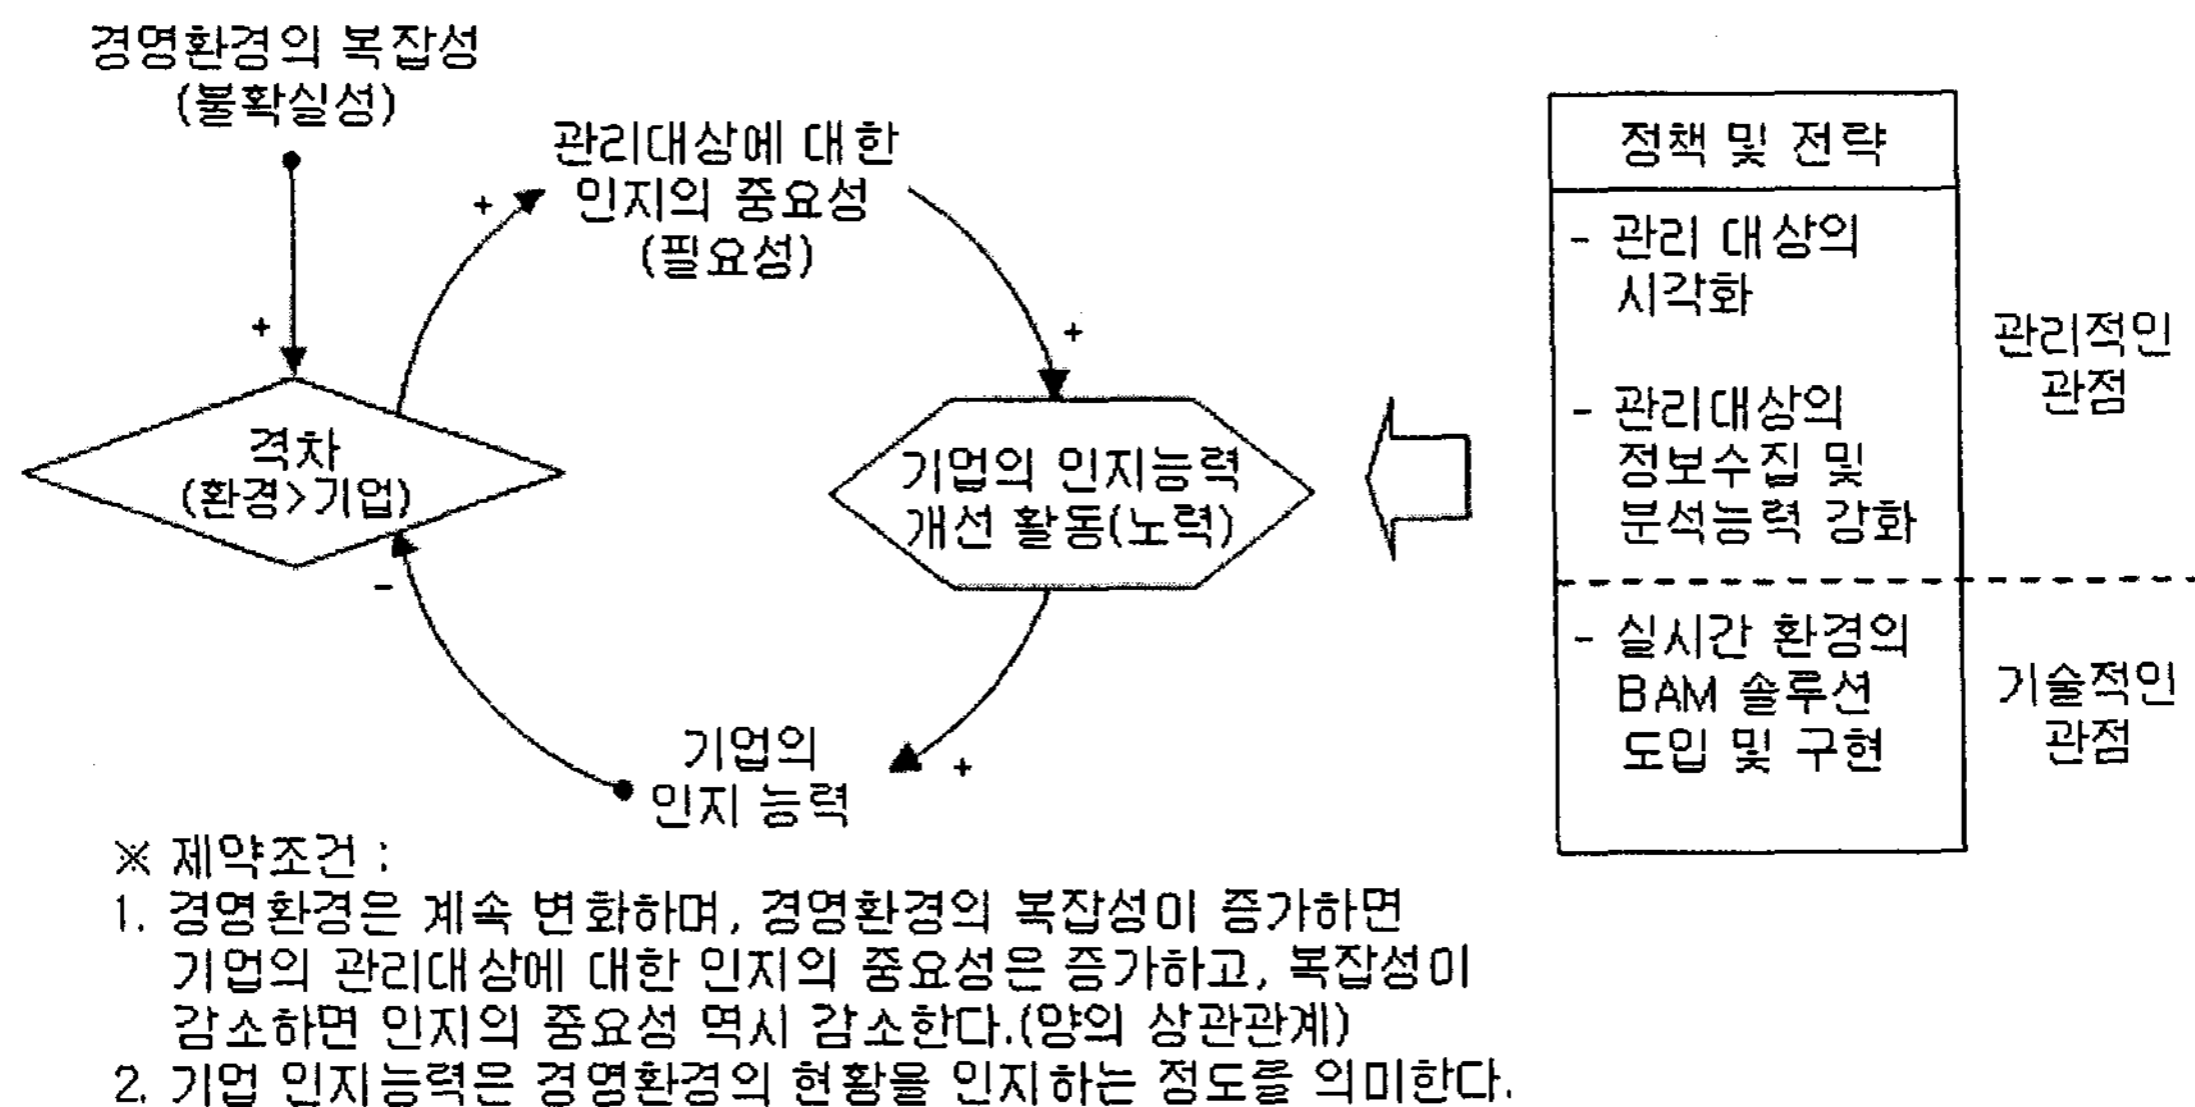 경영환경의 복잡성
(불확실성)
+
관리대상에 대한
인지의 중요성
(필요성)
+
+
격차
(환경>기업)
기업의 인지능력
개선 활동(노력)
-
기업의
인지 능력
+
정책 및 전략
- 관리 대상의
시각화
- 관리대상의
정보수집 및
분석능력 강화
관리적인
관점
- 실시간 환경의
BAM 솔루션
도입 및 구현
기술적인
관점
※ 제약조건 :
1. 경영환경은 계속 변화하며, 경영환경의 복잡성이 증가하면
기업의 관리대상에 대한 인지의 중요성은 증가하고, 복잡성이
감소하면 인지의 중요성 역시 감소한다.(양의 상관관계)
2. 기업 인지능력은 경영환경의 현황을 인지하는 정도를 의미한다.